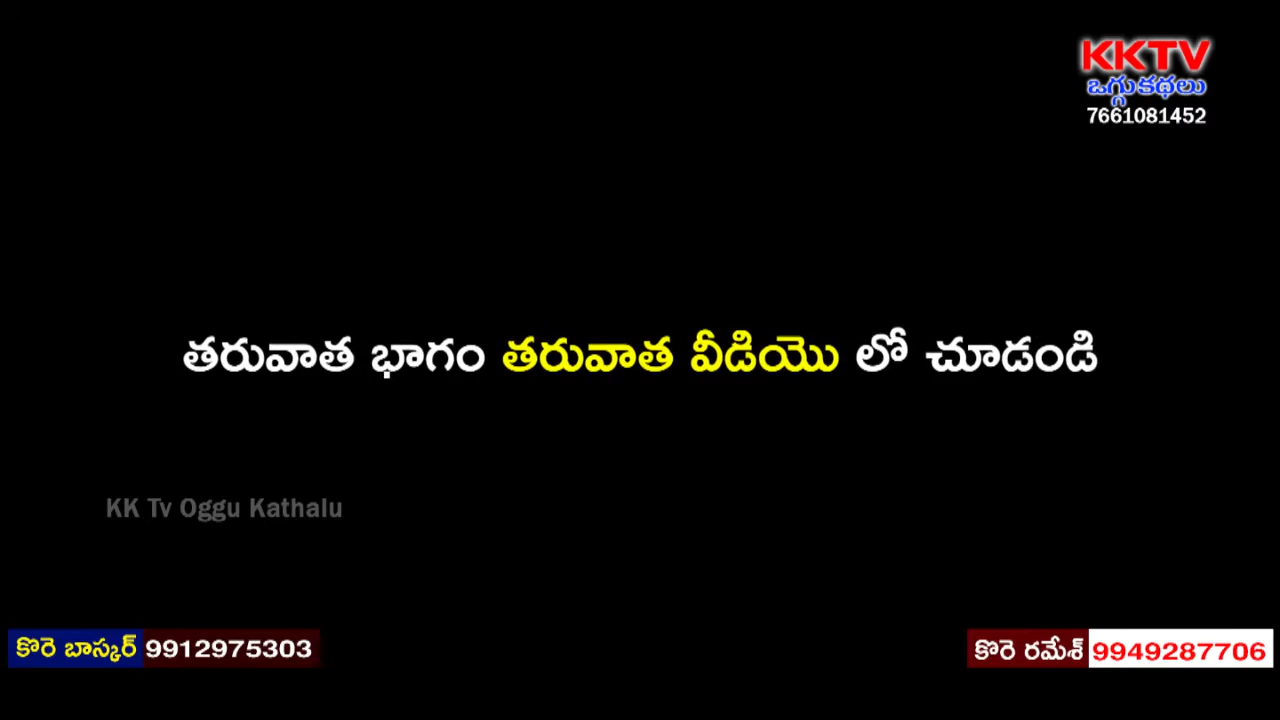 KKTV
ఒగ్గుకథలు
7661081452
తరువాత భాగం తరువాత వీడియొ లో చూడండి
KK Tv Oggu Kathalu
కొరె బాస్కర్ 9912975303
కొరె రమేశ్ 9949287706